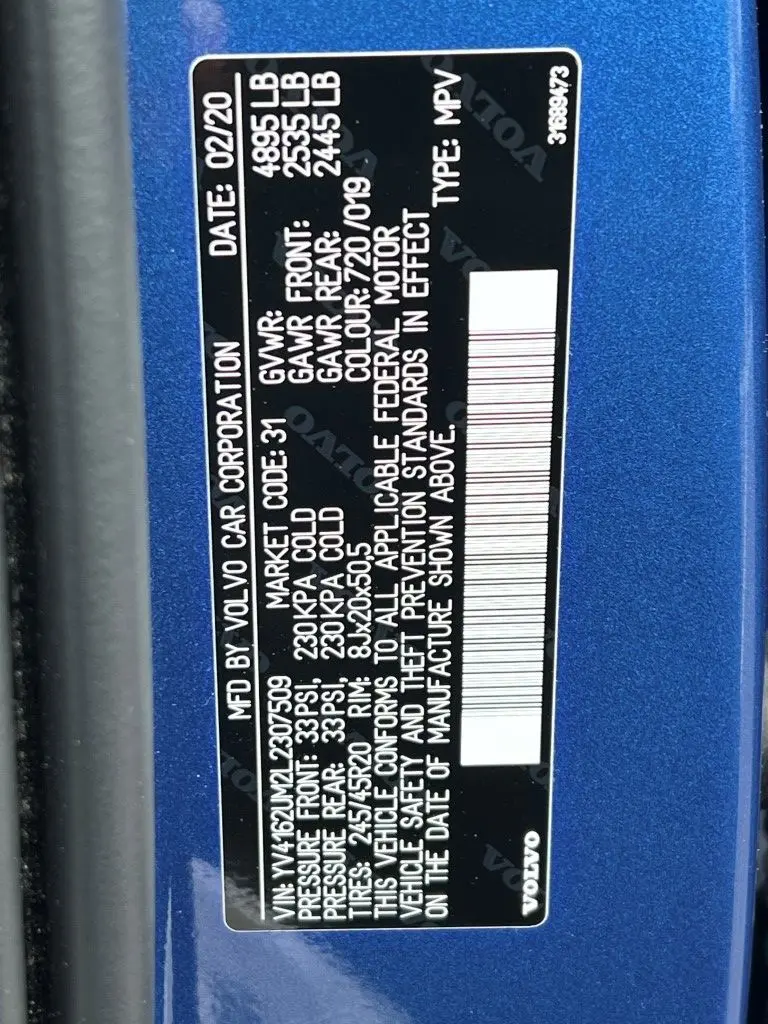 MFD BY VOLVO CAR CORPORATION DATE: 02/20
VIN: YV4162UM2L2307509 MARKET CODE: 31 GVWR: 4895 LB
PRESSURE FRONT: 33PSI, 230KPA COLD GAWR FRONT: 2535 LB
PRESSURE REAR: 33PSI, 230KPA COLD GAWR REAR: 2445 LB
TIRES: 245/45R20 RIM: 8Jx20x50,5 COLOUR: 720 /019
THIS VEHICLE CONFORMS TO ALL APPLICABLE FEDERAL MOTOR
VEHICLE SAFETY AND THEFT PREVENTION STANDARDS IN EFFECT
ON THE DATE OF MANUFACTURE SHOWN ABOVE. TYPE: MPV
VOLVO 31689473